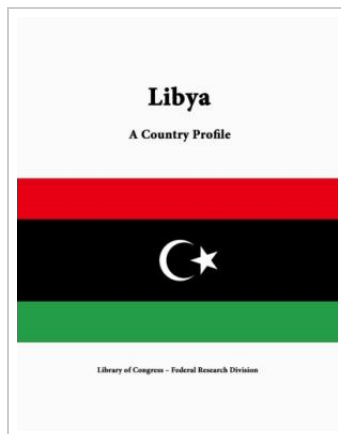 Libya
A Country Profile
Library of Congress – Federal Research Division